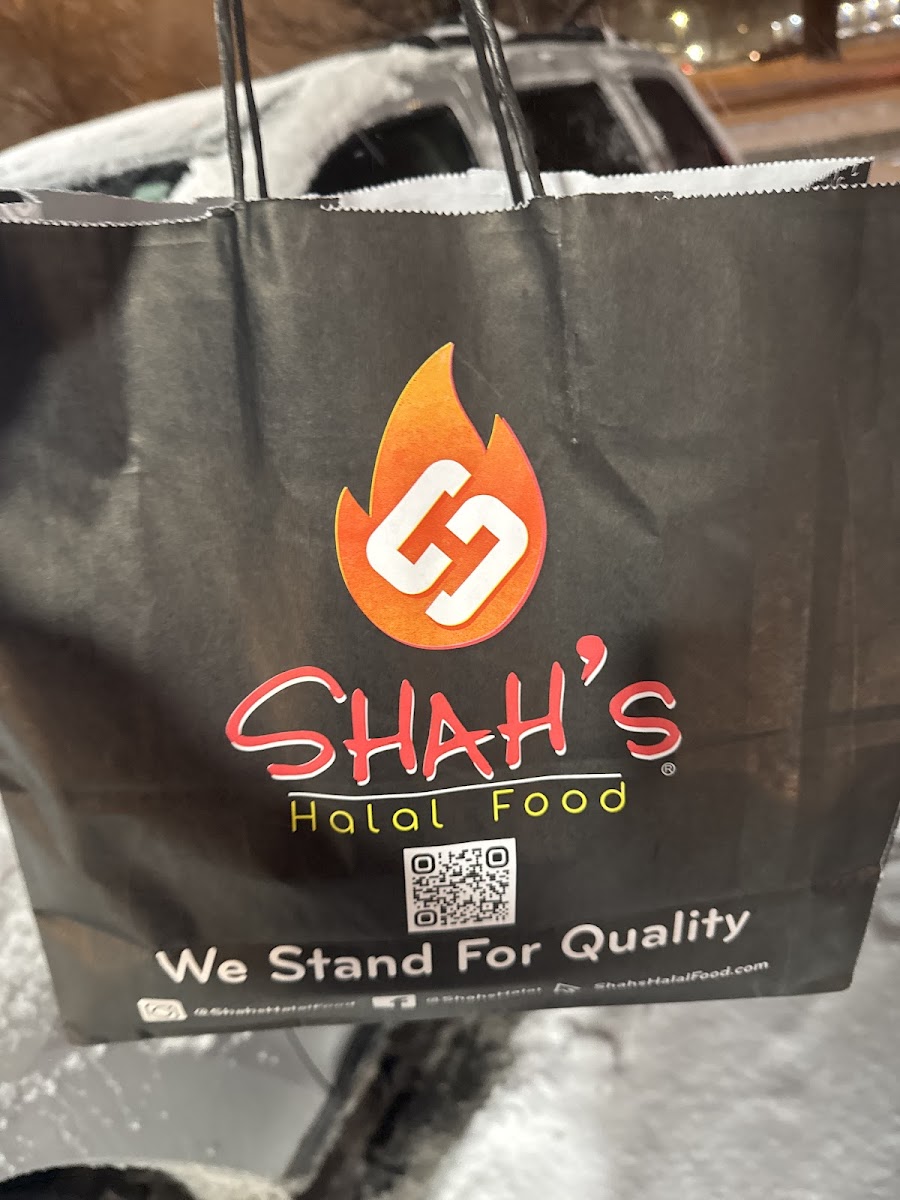 SHAH'S
®
Halal Food
We Stand For Quality
@ShahsHalalFood @ShahsHalal ShahsHalalFood.com